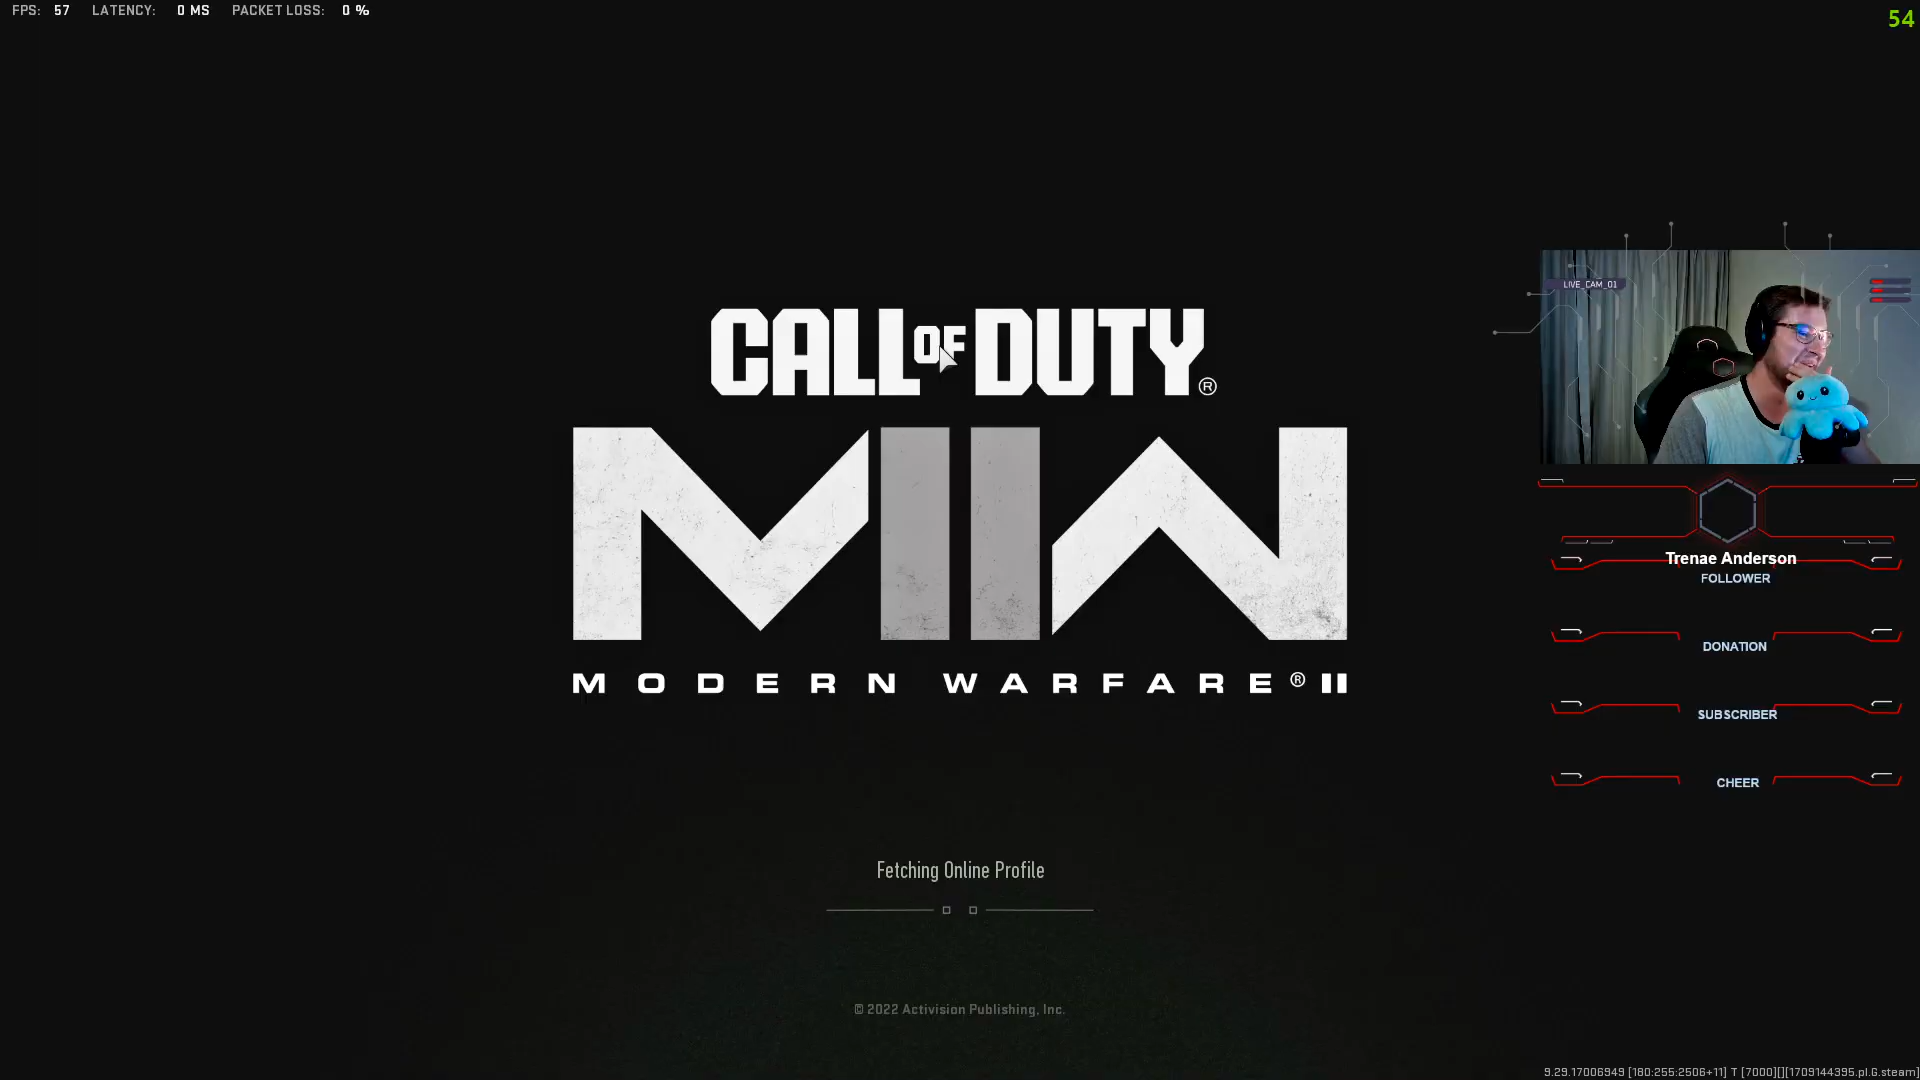 FPS: 57 LATENCY: 0 MS PACKET LOSS: 0 %
54
CALL OF DUTY®
MIIW
MODERN WARFARE® II
LIVE_CAM_01
Trenae Anderson
FOLLOWER
DONATION
SUBSCRIBER
CHEER
Fetching Online Profile
© 2022 Activision Publishing, Inc.
9.29.17006949 [180:255:2506+11] T [7000][][1709144395.pl.G.steam]